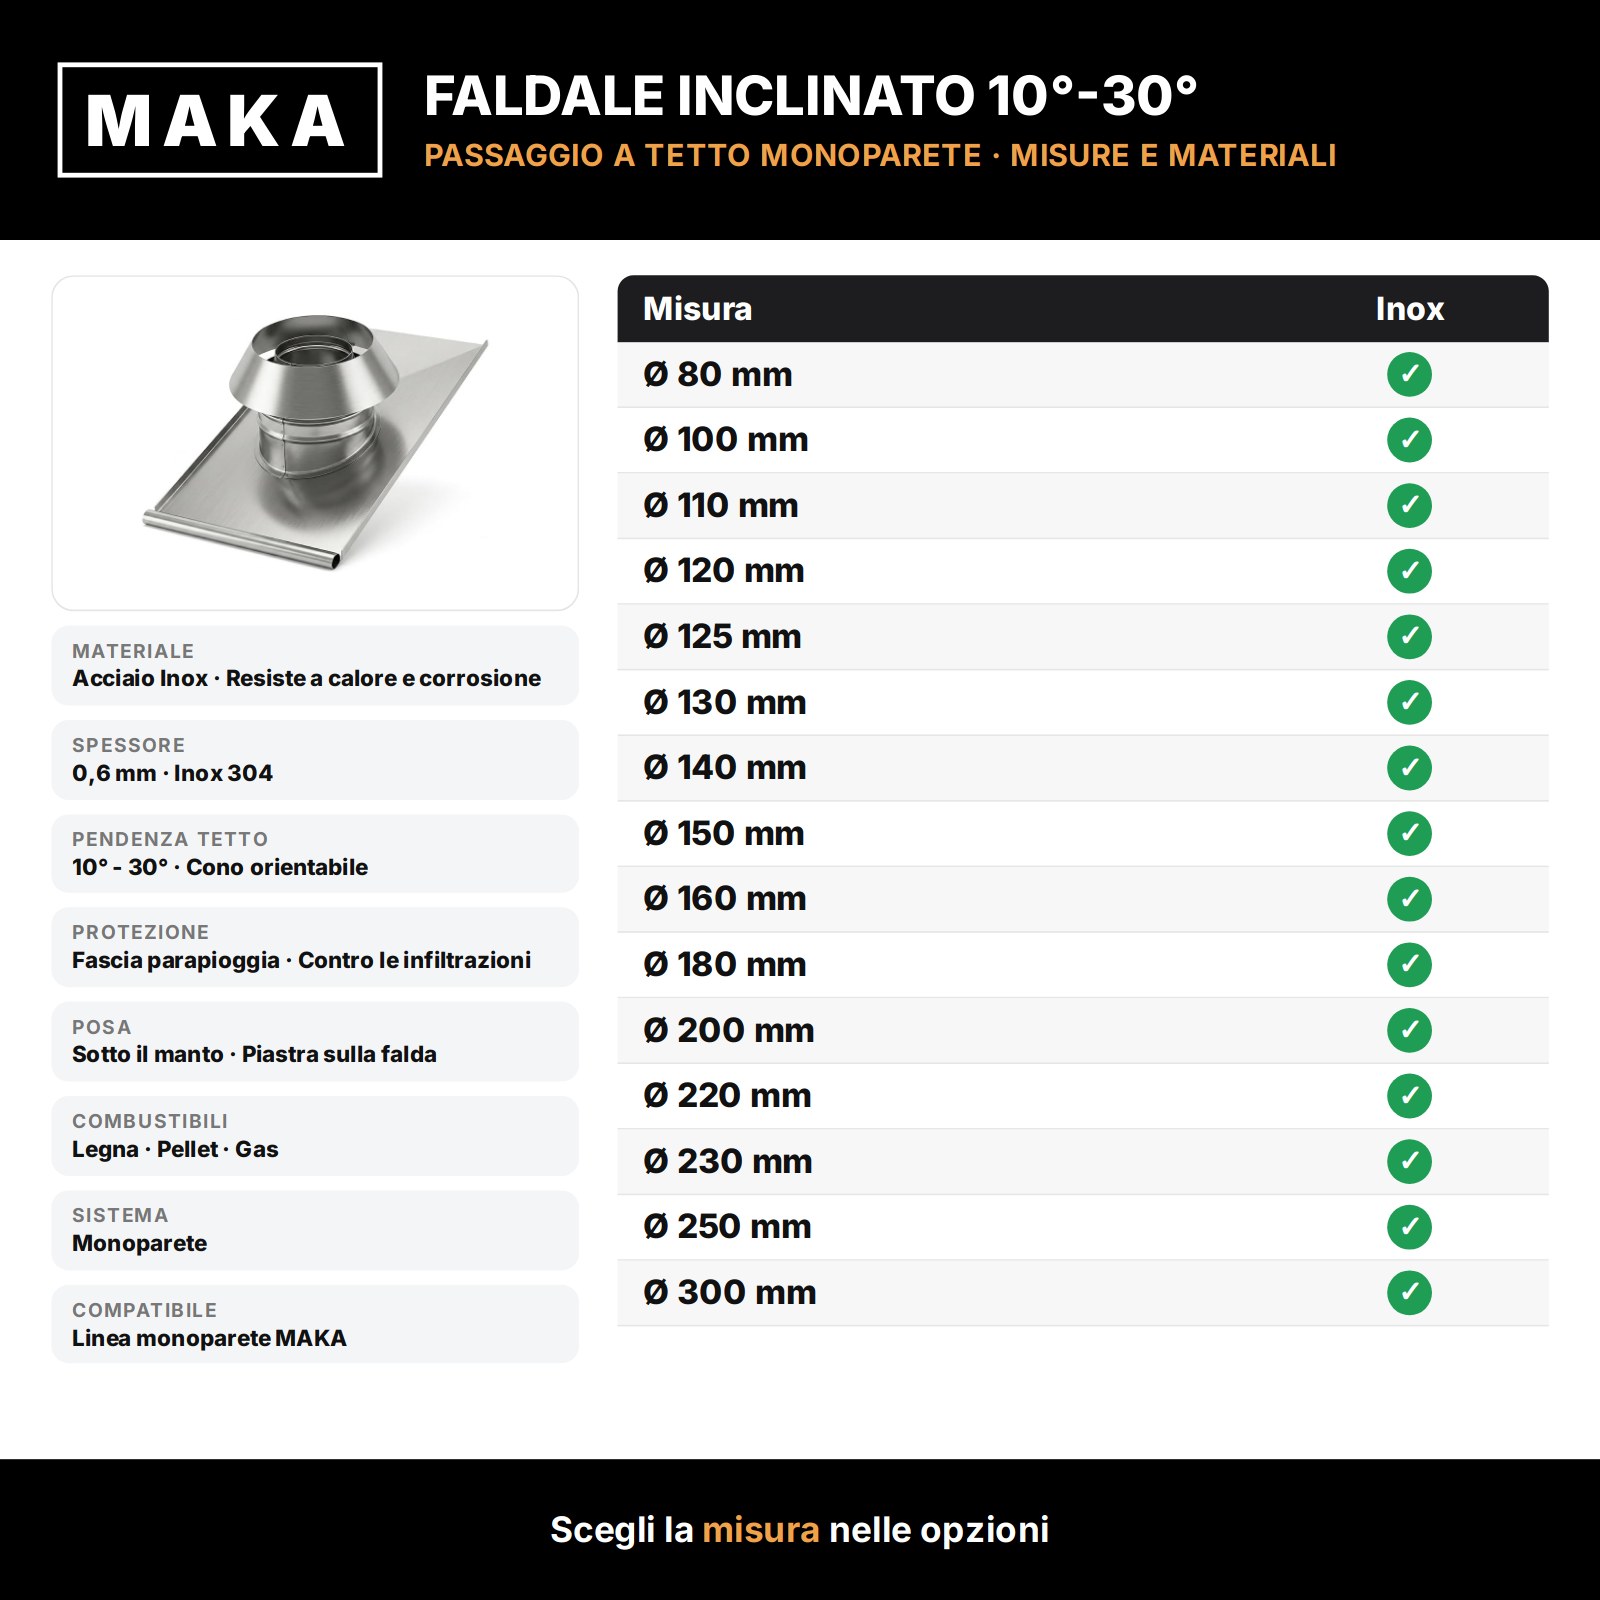 MAKA
FALDALE INCLINATO 10°-30°
PASSAGGIO A TETTO MONOPARETE · MISURE E MATERIALI
MATERIALE
Acciaio Inox · Resiste a calore e corrosione
SPESSORE
0,6 mm · Inox 304
PENDENZA TETTO
10° - 30° · Cono orientabile
PROTEZIONE
Fascia parapioggia · Contro le infiltrazioni
POSA
Sotto il manto · Piastra sulla falda
COMBUSTIBILI
Legna · Pellet · Gas
SISTEMA
Monoparete
COMPATIBILE
Linea monoparete MAKA
Misura Inox
Ø 80 mm ✓
Ø 100 mm ✓
Ø 110 mm ✓
Ø 120 mm ✓
Ø 125 mm ✓
Ø 130 mm ✓
Ø 140 mm ✓
Ø 150 mm ✓
Ø 160 mm ✓
Ø 180 mm ✓
Ø 200 mm ✓
Ø 220 mm ✓
Ø 230 mm ✓
Ø 250 mm ✓
Ø 300 mm ✓
Scegli la misura nelle opzioni